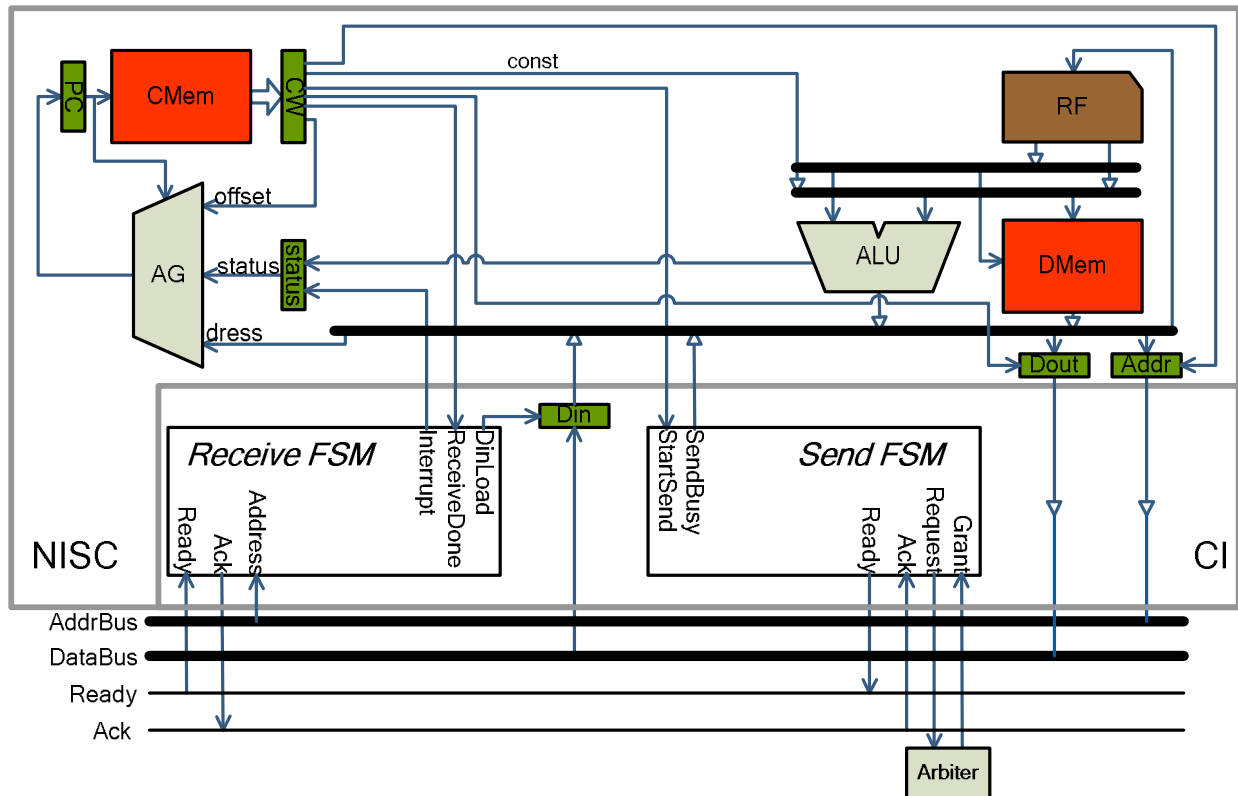 const
PC
CMem
CW
RF
offset
AG
status
status
ALU
DMem
dress
Dout
Addr
Din
Receive FSM
Interrupt
ReceiveDone
DinLoad
Ready
Ack
Address
Send FSM
StartSend
SendBusy
Ready
Ack
Request
Grant
NISC
CI
AddrBus
DataBus
Ready
Ack
Arbiter